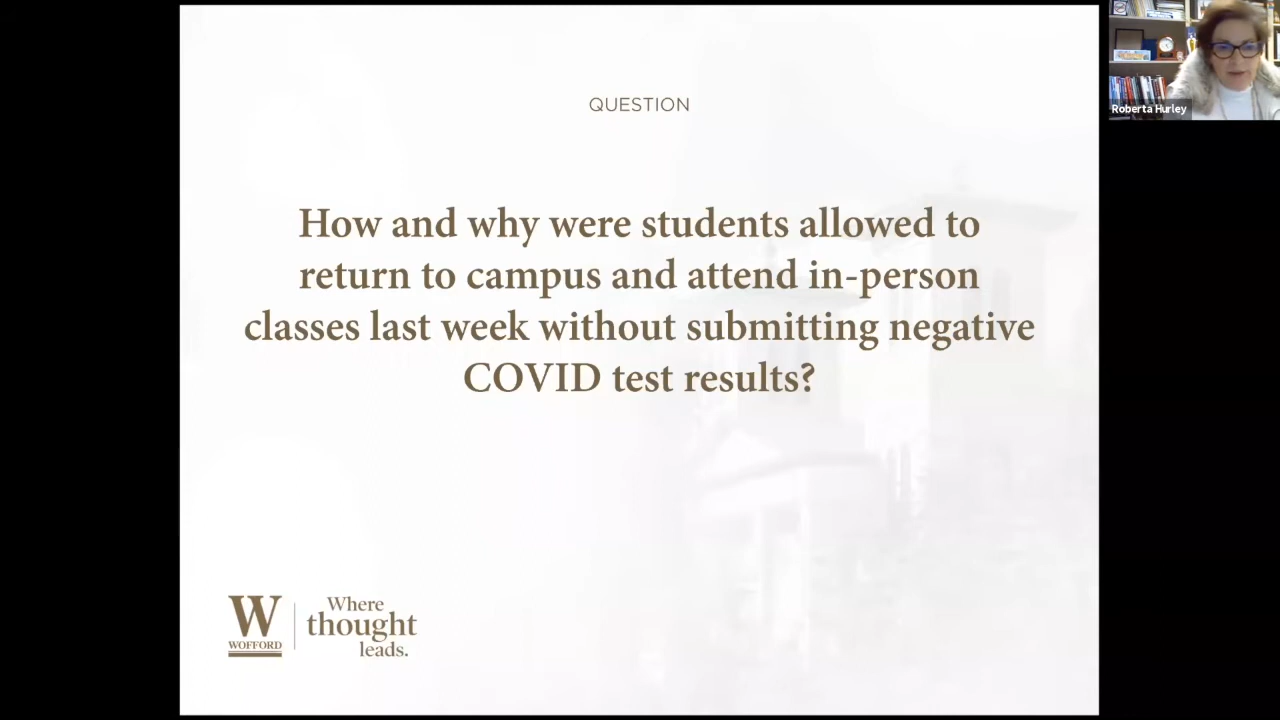 QUESTION
How and why were students allowed to
return to campus and attend in-person
classes last week without submitting negative
COVID test results?
W
WOFFORD
Where
thought
leads.
Roberta Hurley